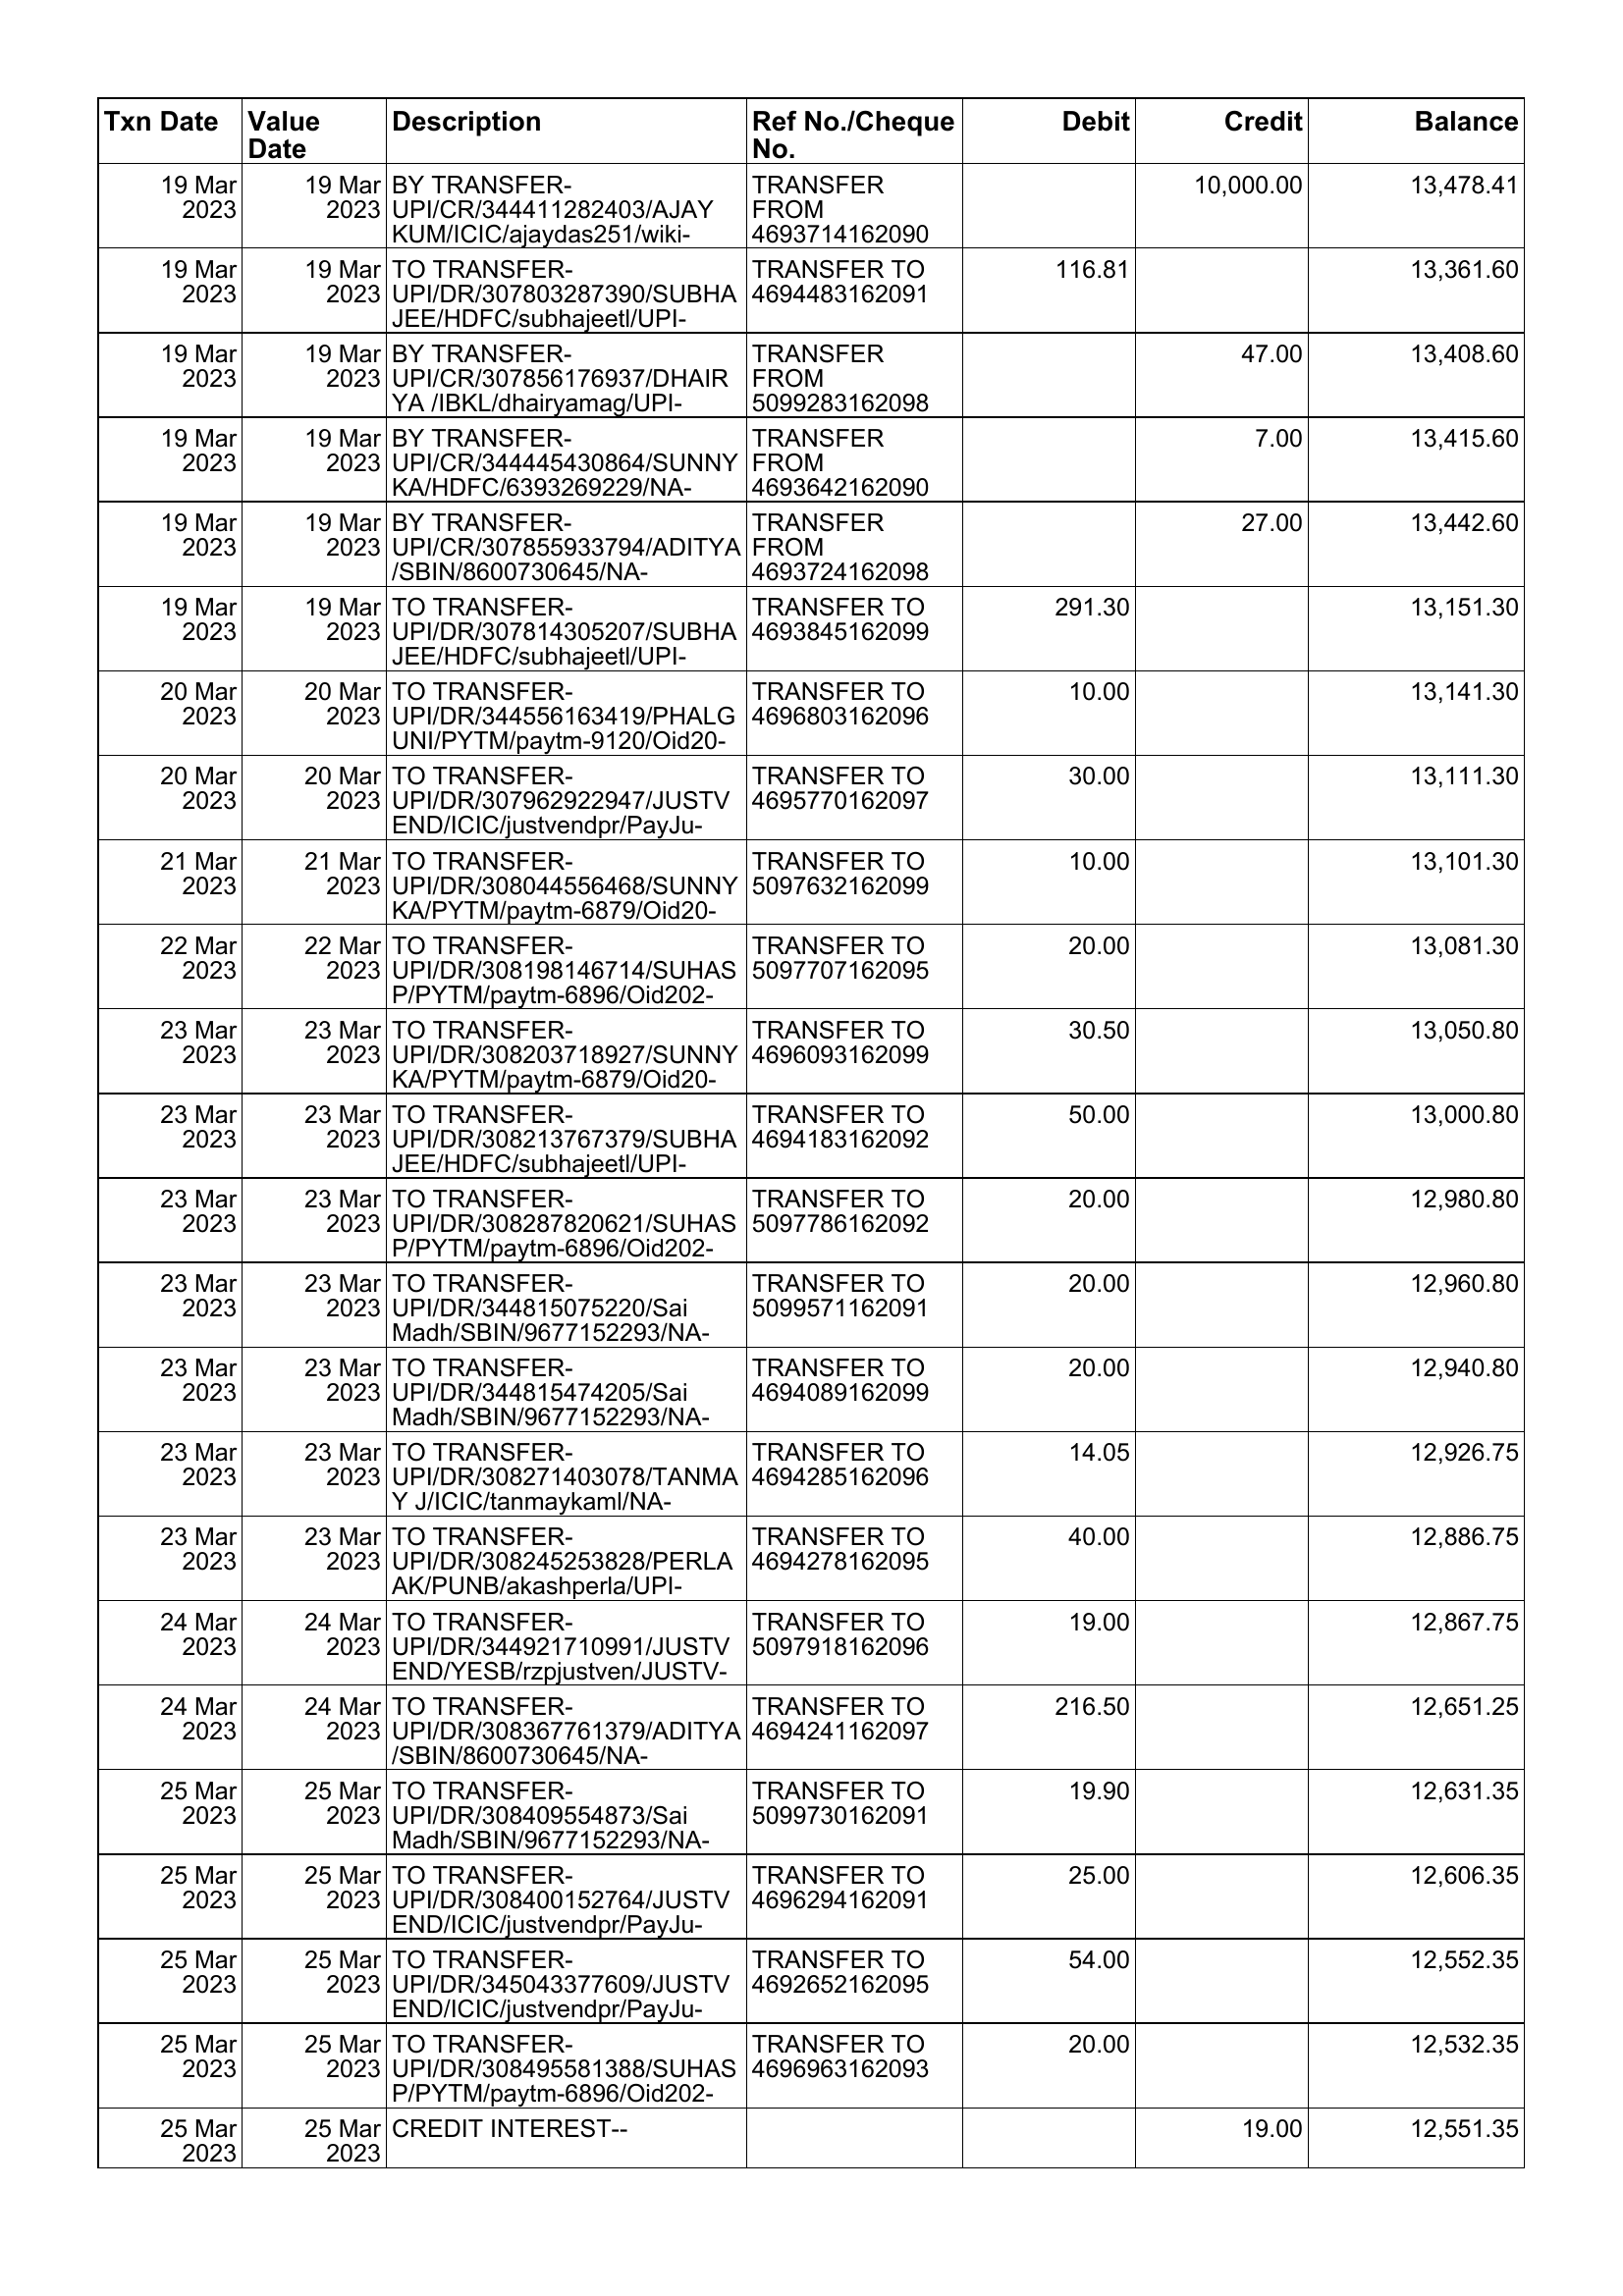 Txn Date Value Date Description Ref No./Cheque No. Debit Credit Balance
19 Mar 2023 19 Mar 2023 BY TRANSFER-
UPI/CR/344411282403/AJAY
KUM/ICIC/ajaydas251/wiki- TRANSFER FROM 4693714162090 10,000.00 13,478.41
19 Mar 2023 19 Mar 2023 TO TRANSFER-
UPI/DR/307803287390/SUBHA
JEE/HDFC/subhajeetl/UPI- TRANSFER TO 4694483162091 116.81 13,361.60
19 Mar 2023 19 Mar 2023 BY TRANSFER-
UPI/CR/307856176937/DHAIR
YA /IBKL/dhairyamag/UPI- TRANSFER FROM 5099283162098 47.00 13,408.60
19 Mar 2023 19 Mar 2023 BY TRANSFER-
UPI/CR/344445430864/SUNNY
KA/HDFC/6393269229/NA- TRANSFER FROM 4693642162090 7.00 13,415.60
19 Mar 2023 19 Mar 2023 BY TRANSFER-
UPI/CR/307855933794/ADITYA
/SBIN/8600730645/NA- TRANSFER FROM 4693724162098 27.00 13,442.60
19 Mar 2023 19 Mar 2023 TO TRANSFER-
UPI/DR/307814305207/SUBHA
JEE/HDFC/subhajeetl/UPI- TRANSFER TO 4693845162099 291.30 13,151.30
20 Mar 2023 20 Mar 2023 TO TRANSFER-
UPI/DR/344556163419/PHALG
UNI/PYTM/paytm-9120/Oid20- TRANSFER TO 4696803162096 10.00 13,141.30
20 Mar 2023 20 Mar 2023 TO TRANSFER-
UPI/DR/307962922947/JUSTV
END/ICIC/justvendpr/PayJu- TRANSFER TO 4695770162097 30.00 13,111.30
21 Mar 2023 21 Mar 2023 TO TRANSFER-
UPI/DR/308044556468/SUNNY
KA/PYTM/paytm-6879/Oid20- TRANSFER TO 5097632162099 10.00 13,101.30
22 Mar 2023 22 Mar 2023 TO TRANSFER-
UPI/DR/308198146714/SUHAS
P/PYTM/paytm-6896/Oid202- TRANSFER TO 5097707162095 20.00 13,081.30
23 Mar 2023 23 Mar 2023 TO TRANSFER-
UPI/DR/308203718927/SUNNY
KA/PYTM/paytm-6879/Oid20- TRANSFER TO 4696093162099 30.50 13,050.80
23 Mar 2023 23 Mar 2023 TO TRANSFER-
UPI/DR/308213767379/SUBHA
JEE/HDFC/subhajeetl/UPI- TRANSFER TO 4694183162092 50.00 13,000.80
23 Mar 2023 23 Mar 2023 TO TRANSFER-
UPI/DR/308287820621/SUHAS
P/PYTM/paytm-6896/Oid202- TRANSFER TO 5097786162092 20.00 12,980.80
23 Mar 2023 23 Mar 2023 TO TRANSFER-
UPI/DR/344815075220/Sai
Madh/SBIN/9677152293/NA- TRANSFER TO 5099571162091 20.00 12,960.80
23 Mar 2023 23 Mar 2023 TO TRANSFER-
UPI/DR/344815474205/Sai
Madh/SBIN/9677152293/NA- TRANSFER TO 4694089162099 20.00 12,940.80
23 Mar 2023 23 Mar 2023 TO TRANSFER-
UPI/DR/308271403078/TANMA
Y J/ICIC/tanmaykaml/NA- TRANSFER TO 4694285162096 14.05 12,926.75
23 Mar 2023 23 Mar 2023 TO TRANSFER-
UPI/DR/308245253828/PERLA
AK/PUNB/akashperla/UPI- TRANSFER TO 4694278162095 40.00 12,886.75
24 Mar 2023 24 Mar 2023 TO TRANSFER-
UPI/DR/344921710991/JUSTV
END/YESB/rzpjustven/JUSTV- TRANSFER TO 5097918162096 19.00 12,867.75
24 Mar 2023 24 Mar 2023 TO TRANSFER-
UPI/DR/308367761379/ADITYA
/SBIN/8600730645/NA- TRANSFER TO 4694241162097 216.50 12,651.25
25 Mar 2023 25 Mar 2023 TO TRANSFER-
UPI/DR/308409554873/Sai
Madh/SBIN/9677152293/NA- TRANSFER TO 5099730162091 19.90 12,631.35
25 Mar 2023 25 Mar 2023 TO TRANSFER-
UPI/DR/308400152764/JUSTV
END/ICIC/justvendpr/PayJu- TRANSFER TO 4696294162091 25.00 12,606.35
25 Mar 2023 25 Mar 2023 TO TRANSFER-
UPI/DR/345043377609/JUSTV
END/ICIC/justvendpr/PayJu- TRANSFER TO 4692652162095 54.00 12,552.35
25 Mar 2023 25 Mar 2023 TO TRANSFER-
UPI/DR/308495581388/SUHAS
P/PYTM/paytm-6896/Oid202- TRANSFER TO 4696963162093 20.00 12,532.35
25 Mar 2023 25 Mar 2023 CREDIT INTEREST-- 19.00 12,551.35